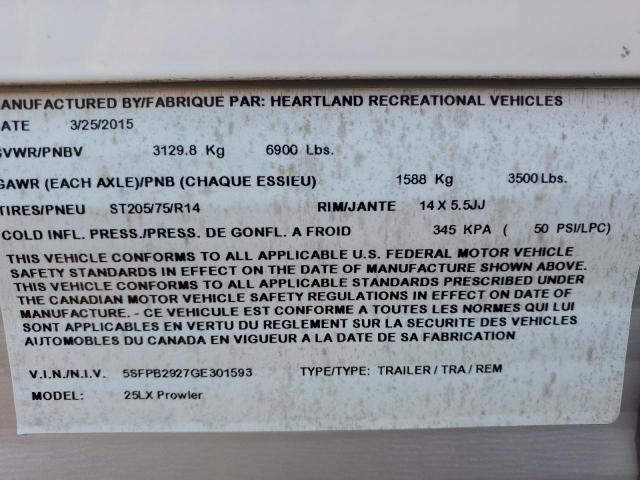 ANUFACTURED BY/FABRIQUE PAR: HEARTLAND RECREATIONAL VEHICLES
ATE 3/25/2015
GVWR/PNBV 3129.8 Kg 6900 Lbs.
GAWR (EACH AXLE)/PNB (CHAQUE ESSIEU) 1588 Kg 3500 Lbs.
TIRES/PNEU ST205/75/R14 RIM/JANTE 14 X 5.5JJ
COLD INFL. PRESS./PRESS. DE GONFL. A FROID 345 KPA ( 50 PSI/LPC)
THIS VEHICLE CONFORMS TO ALL APPLICABLE U.S. FEDERAL MOTOR VEHICLE
SAFETY STANDARDS IN EFFECT ON THE DATE OF MANUFACTURE SHOWN ABOVE.
THIS VEHICLE CONFORMS TO ALL APPLICABLE STANDARDS PRESCRIBED UNDER
THE CANADIAN MOTOR VEHICLE SAFETY REGULATIONS IN EFFECT ON DATE OF
MANUFACTURE. - CE VEHICULE EST CONFORME A TOUTES LES NORMES QUI LUI
SONT APPLICABLES EN VERTU DU REGLEMENT SUR LA SECURITE DES VEHICLES
AUTOMOBILES DU CANADA EN VIGUEUR A LA DATE DE SA FABRICATION
V.I.N./N.I.V. 5SFPB2927GE301593 TYPE/TYPE: TRAILER / TRA / REM
MODEL: 25LX Prowler